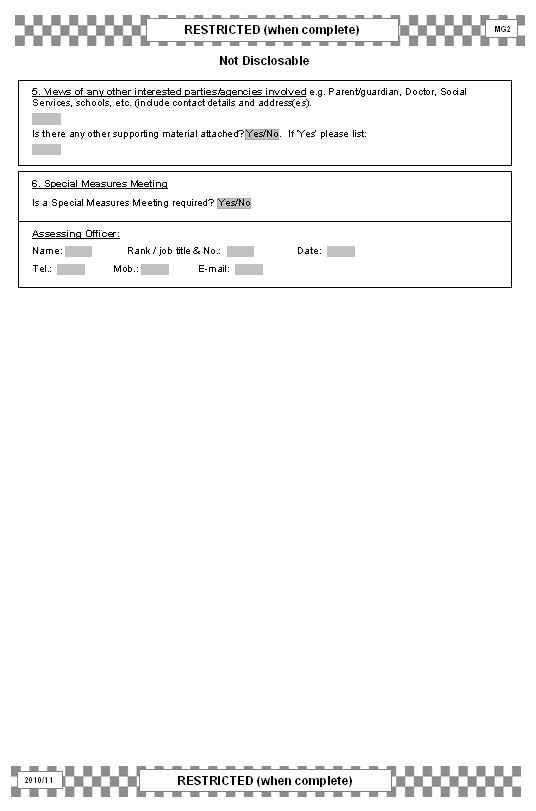 RESTRICTED (when complete)
MG2
Not Disclosable
5. Views of any other interested parties/agencies involved e.g. Parent/guardian, Doctor, Social
Services, schools, etc. (include contact details and address(es).
Is there any other supporting material attached? Yes/No. If 'Yes' please list:
6. Special Measures Meeting
Is a Special Measures Meeting required? Yes/No
Assessing Officer:
Name: Rank / job title & No.: Date:
Tel.: Mob.: E-mail:
2010/11
RESTRICTED (when complete)